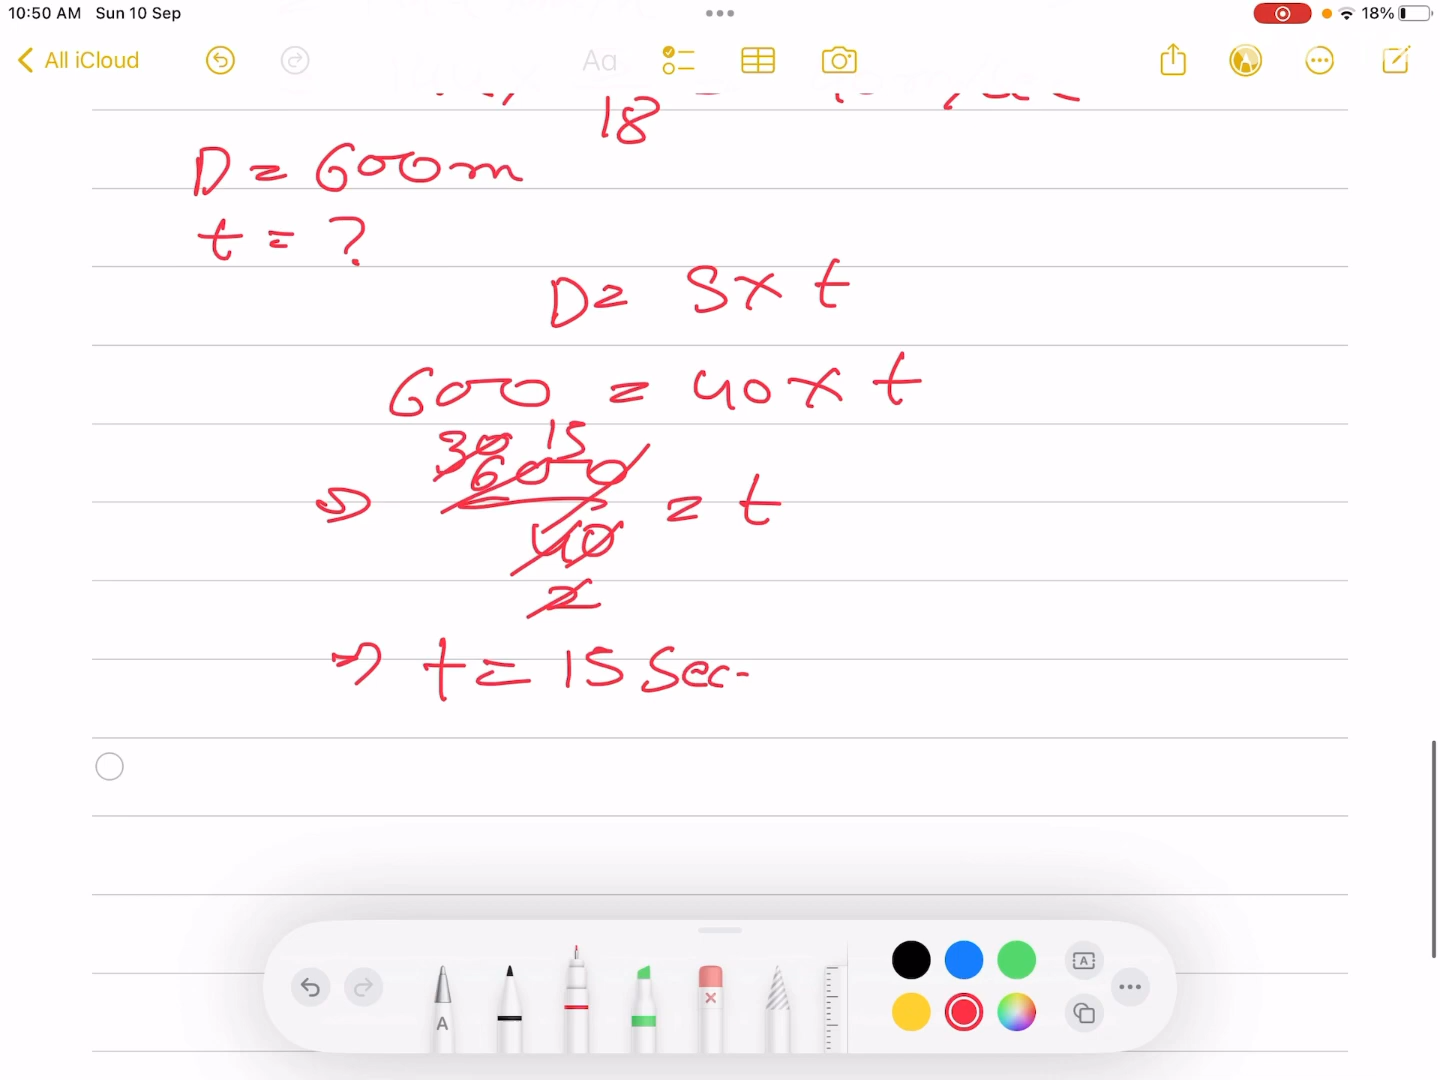 10:50 AM Sun 10 Sep
18%
All iCloud
Aa
18
D = 600m
t = ?
D = S × t
600 = 40 × t
30 15
⇒ 600 = t
40
2
⇒ t = 15 Sec.
A
A